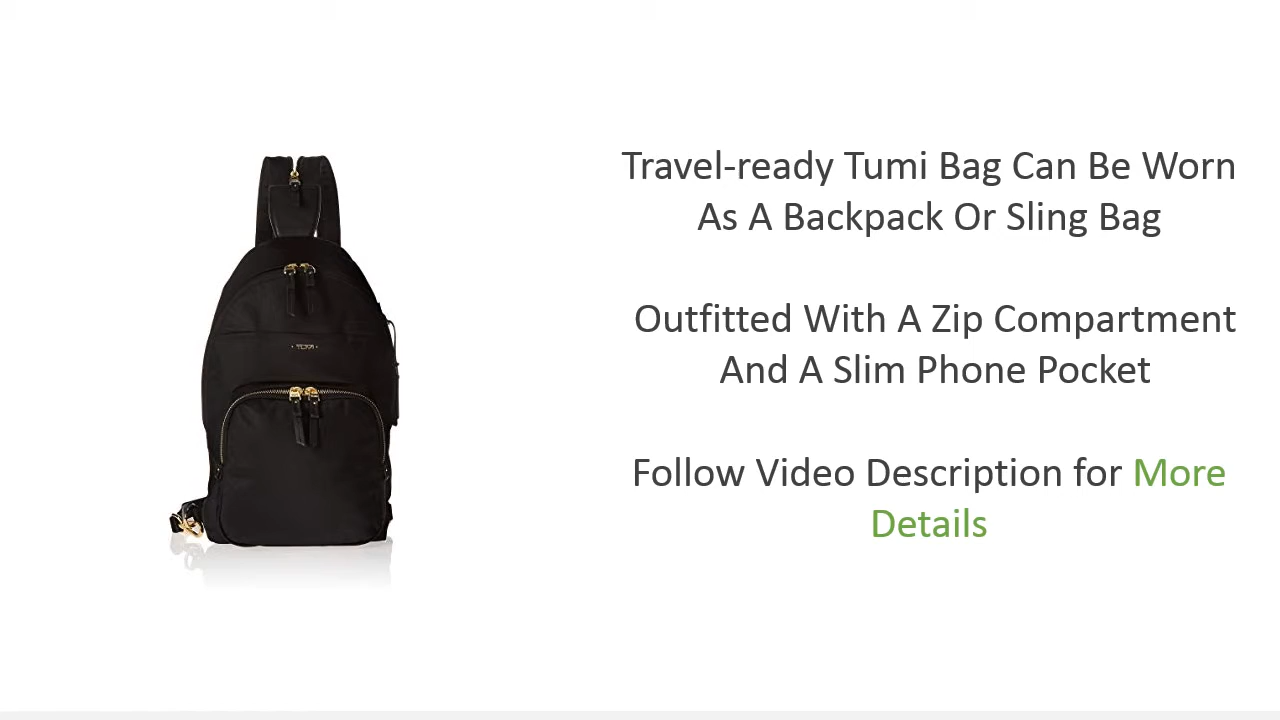 TUMI
Travel-ready Tumi Bag Can Be Worn
As A Backpack Or Sling Bag
Outfitted With A Zip Compartment
And A Slim Phone Pocket
Follow Video Description for More
Details